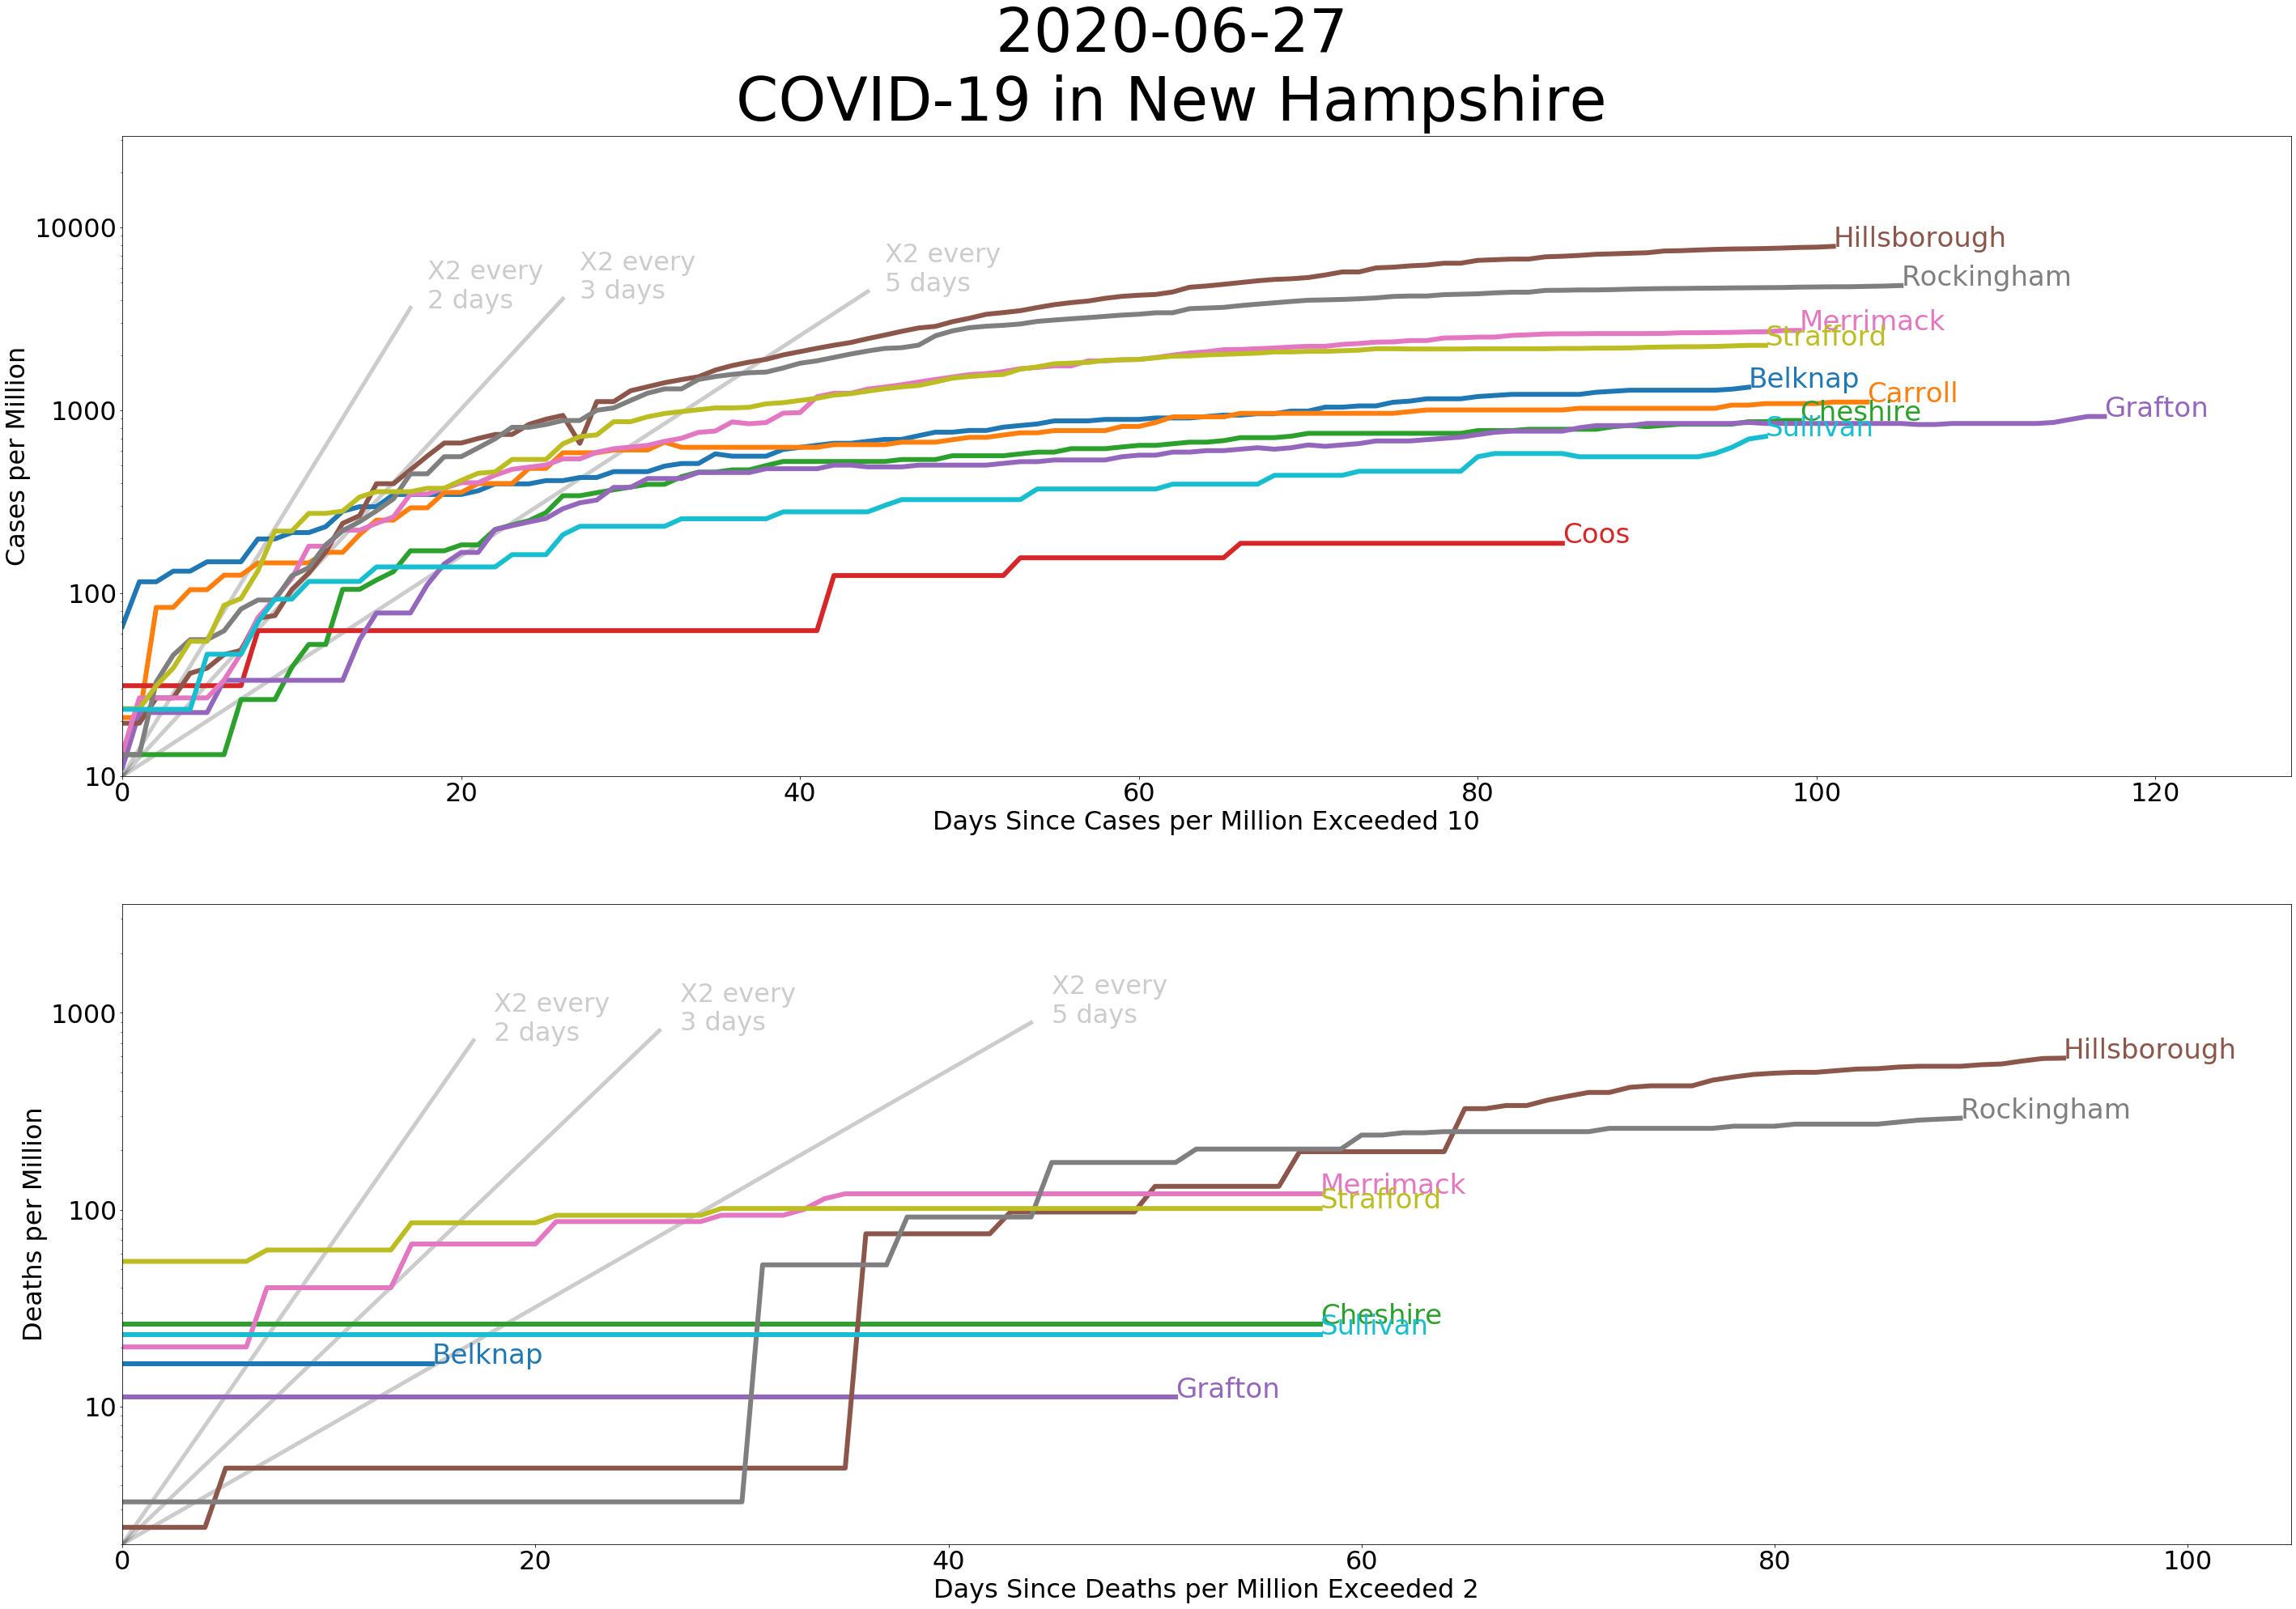 2020-06-27
COVID-19 in New Hampshire
10000
1000
100
10
Cases per Million
X2 every
2 days
X2 every
3 days
X2 every
5 days
Hillsborough
Rockingham
Merrimack
Strafford
Belknap
Carroll
Cheshire
Grafton
Sullivan
Coos
0
20
40
60
80
100
120
Days Since Cases per Million Exceeded 10
1000
100
10
Deaths per Million
X2 every
2 days
X2 every
3 days
X2 every
5 days
Hillsborough
Rockingham
Merrimack
Strafford
Cheshire
Sullivan
Belknap
Grafton
0
20
40
60
80
100
Days Since Deaths per Million Exceeded 2